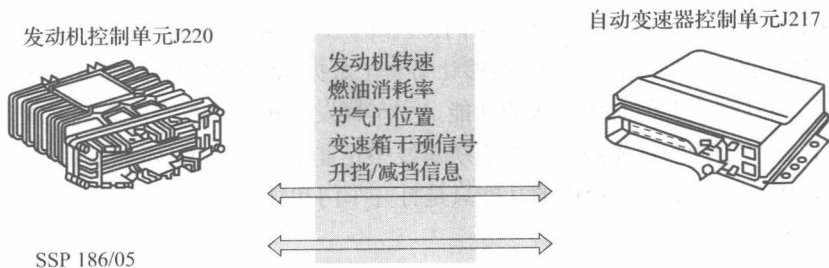 发动机控制单元J220
自动变速器控制单元J217
发动机转速
燃油消耗率
节气门位置
变速箱干预信号
升挡/减挡信息
SSP 186/05